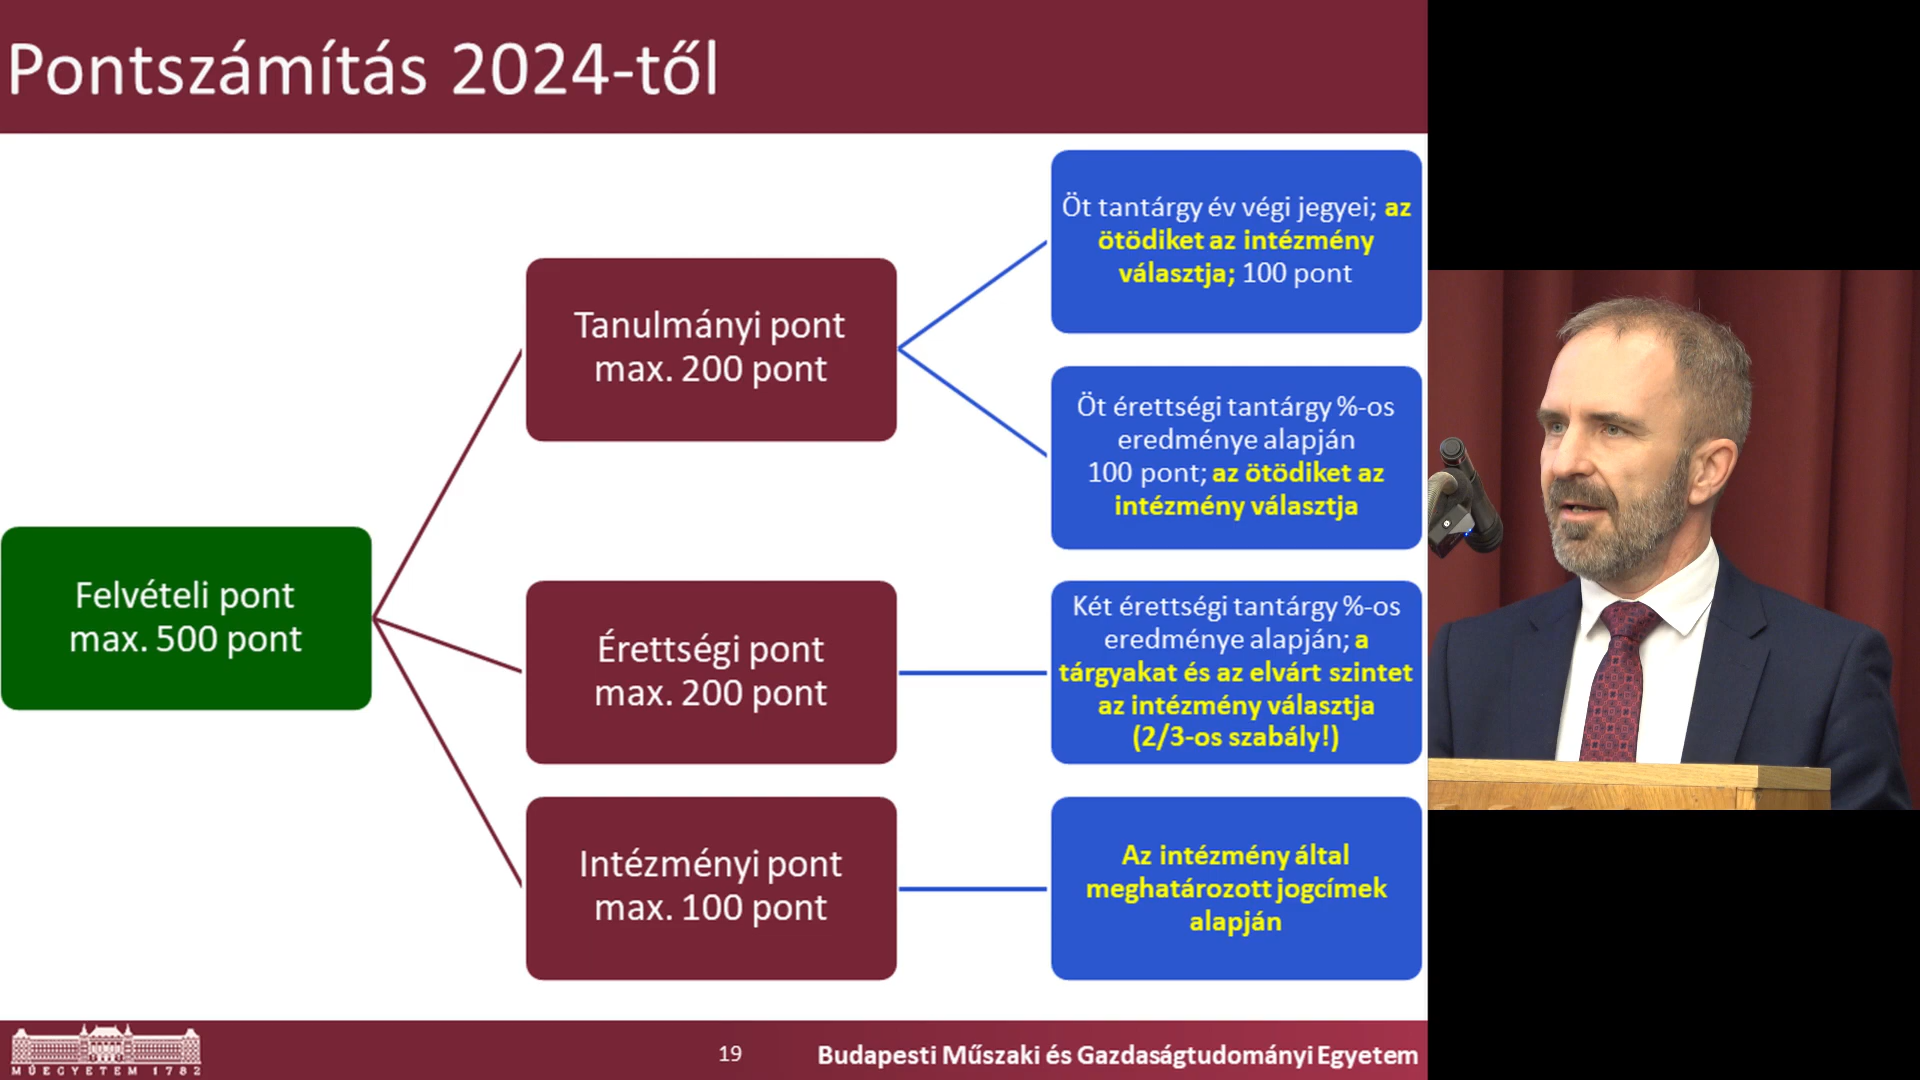 Pontszámítás 2024-től
Felvételi pont
max. 500 pont
Tanulmányi pont
max. 200 pont
Öt tantárgy év végi jegyei; az
ötödiket az intézmény
választja; 100 pont
Öt érettségi tantárgy %-os
eredménye alapján
100 pont; az ötödiket az
intézmény választja
Érettségi pont
max. 200 pont
Két érettségi tantárgy %-os
eredménye alapján; a
tárgyakat és az elvárt szintet
az intézmény választja
(2/3-os szabály!)
Intézményi pont
max. 100 pont
Az intézmény által
meghatározott jogcímek
alapján
MŰEGYETEM 1782
19
Budapesti Műszaki és Gazdaságtudományi Egyetem